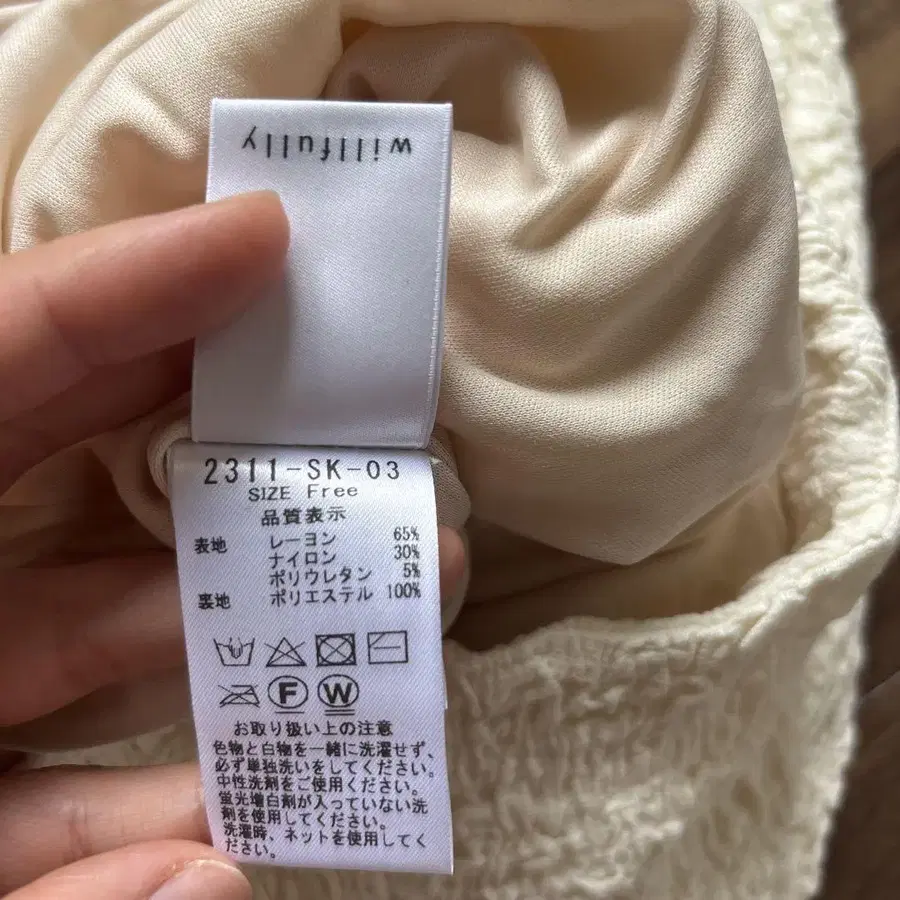 willfully
2311-SK-03
SIZE Free
品質表示
表地 レーヨン 65%
ナイロン 30%
ポリウレタン 5%
裏地 ポリエステル 100%
F W
お取り扱い上の注意
色物と白物を一緒に洗濯せず、
必ず単独洗いをしてください。
中性洗剤をご使用ください。
蛍光増白剤が入っていない洗
剤を使用してください。
洗濯時、ネットを使用してく
ださい。